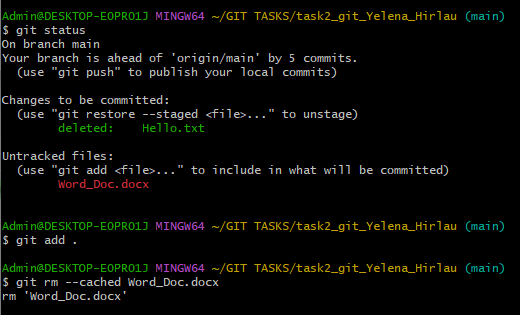 Admin@DESKTOP-EOPRO1J MINGW64 ~/GIT TASKS/task2_git_Yelena_Hirlau (main)
$ git status
On branch main
Your branch is ahead of 'origin/main' by 5 commits.
  (use "git push" to publish your local commits)

Changes to be committed:
  (use "git restore --staged <file>..." to unstage)
        deleted:    Hello.txt

Untracked files:
  (use "git add <file>..." to include in what will be committed)
        Word_Doc.docx

Admin@DESKTOP-EOPRO1J MINGW64 ~/GIT TASKS/task2_git_Yelena_Hirlau (main)
$ git add .

Admin@DESKTOP-EOPRO1J MINGW64 ~/GIT TASKS/task2_git_Yelena_Hirlau (main)
$ git rm --cached Word_Doc.docx
rm 'Word_Doc.docx'